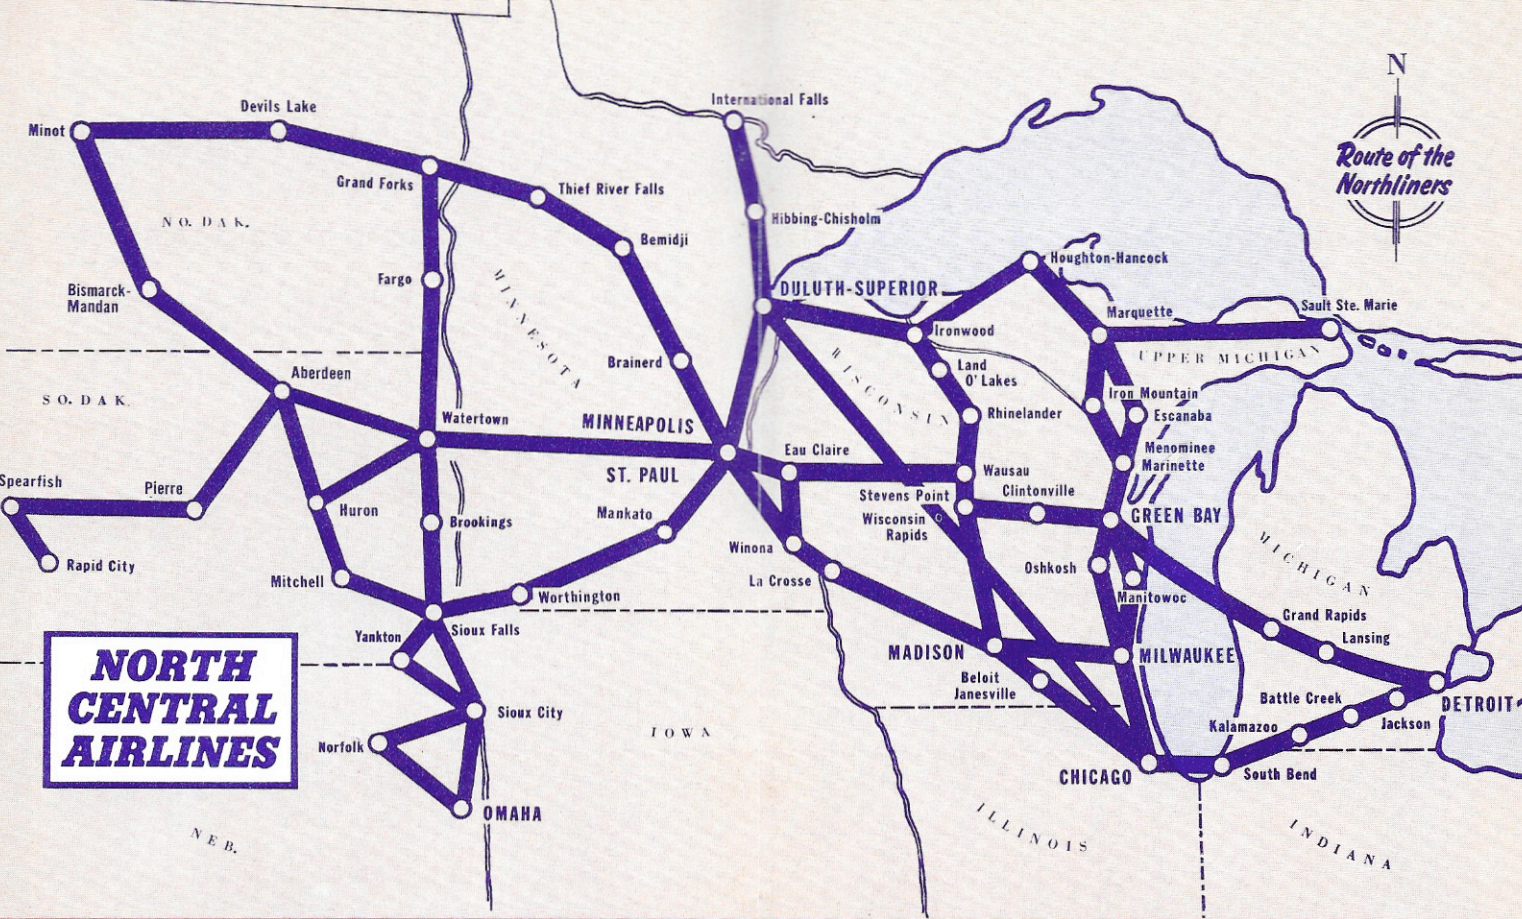 International Falls
N
Devils Lake
Minot
Route of the
Northliners
Grand Forks
Thief River Falls
NO. DAK.
Hibbing-Chisholm
Bemidji
Houghton-Hancock
Fargo
MINNESOTA
Bismarck-
Mandan
DULUTH-SUPERIOR
Sault Ste. Marie
Marquette
Ironwood
UPPER MICHIGAN
Brainerd
WISCONSIN
Land
O' Lakes
Aberdeen
SO. DAK.
Iron Mountain
Escanaba
Rhinelander
Watertown
MINNEAPOLIS
ST. PAUL
Eau Claire
Menominee
Marinette
Wausau
Spearfish
Pierre
Stevens Point
Clintonville
Huron
Mankato
Wisconsin
Rapids
GREEN BAY
Brookings
Winona
MICHIGAN
Rapid City
Oshkosh
Mitchell
La Crosse
Worthington
Manitowoc
Grand Rapids
Yankton
Sioux Falls
Lansing
MADISON
MILWAUKEE
NORTH
CENTRAL
AIRLINES
Beloit
Janesville
Battle Creek
DETROIT
Sioux City
Kalamazoo
Jackson
Norfolk
IOWA
CHICAGO
South Bend
OMAHA
ILLINOIS
INDIANA
NEB.